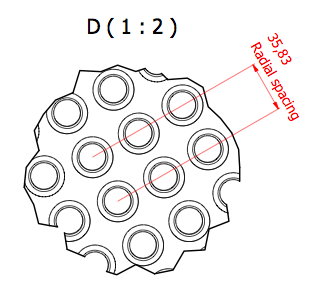 D ( 1 : 2 )
35,83
Radial spacing